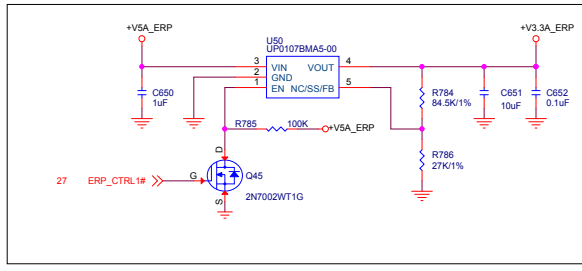 +V5A_ERP
+V3.3A_ERP
U50
UP0107BMA5-00
3 VIN VOUT 4
2 GND
1 EN NC/SS/FB 5
C650
1uF
R784
84.5K/1%
C651
10uF
C652
0.1uF
R785 100K +V5A_ERP
R786
27K/1%
D
27 ERP_CTRL1# G Q45
S 2N7002WT1G